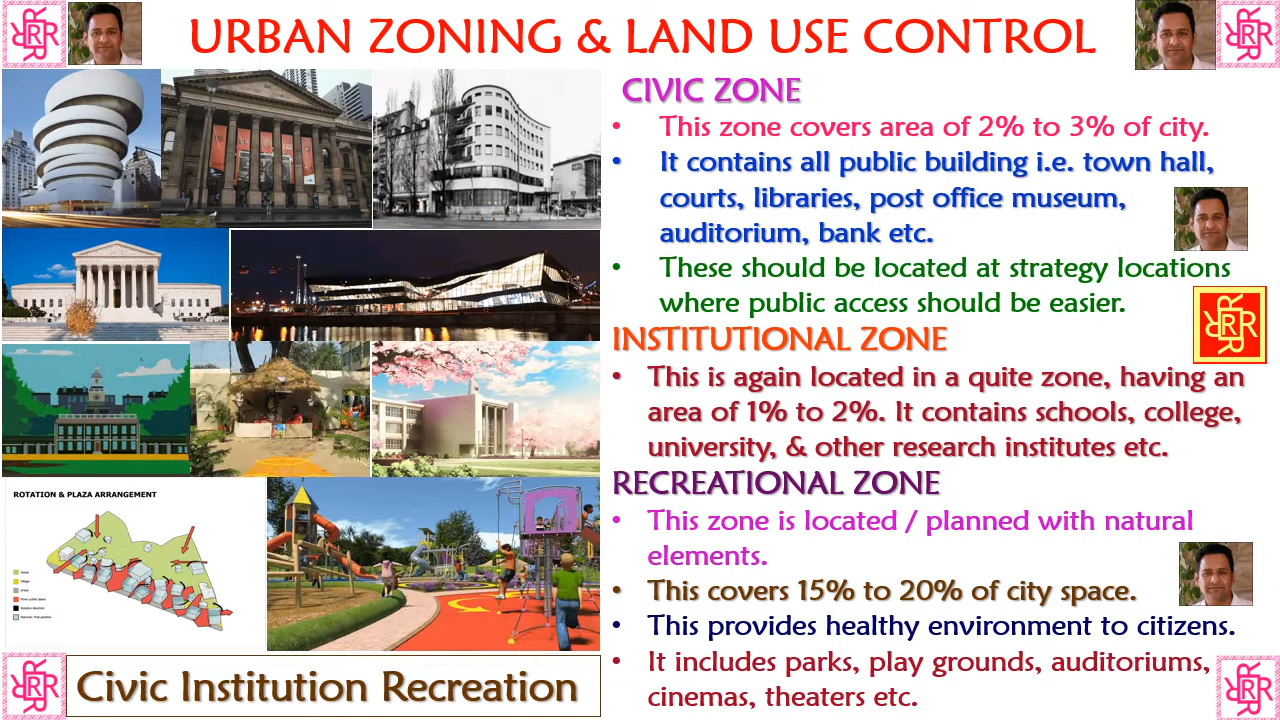 URBAN ZONING & LAND USE CONTROL
CIVIC ZONE
• This zone covers area of 2% to 3% of city.
• It contains all public building i.e. town hall,
courts, libraries, post office museum,
auditorium, bank etc.
• These should be located at strategy locations
where public access should be easier.
INSTITUTIONAL ZONE
• This is again located in a quite zone, having an
area of 1% to 2%. It contains schools, college,
university, & other research institutes etc.
RECREATIONAL ZONE
• This zone is located / planned with natural
elements.
• This covers 15% to 20% of city space.
• This provides healthy environment to citizens.
• It includes parks, play grounds, auditoriums,
cinemas, theaters etc.
ROTATION & PLAZA ARRANGEMENT
Civic Institution Recreation